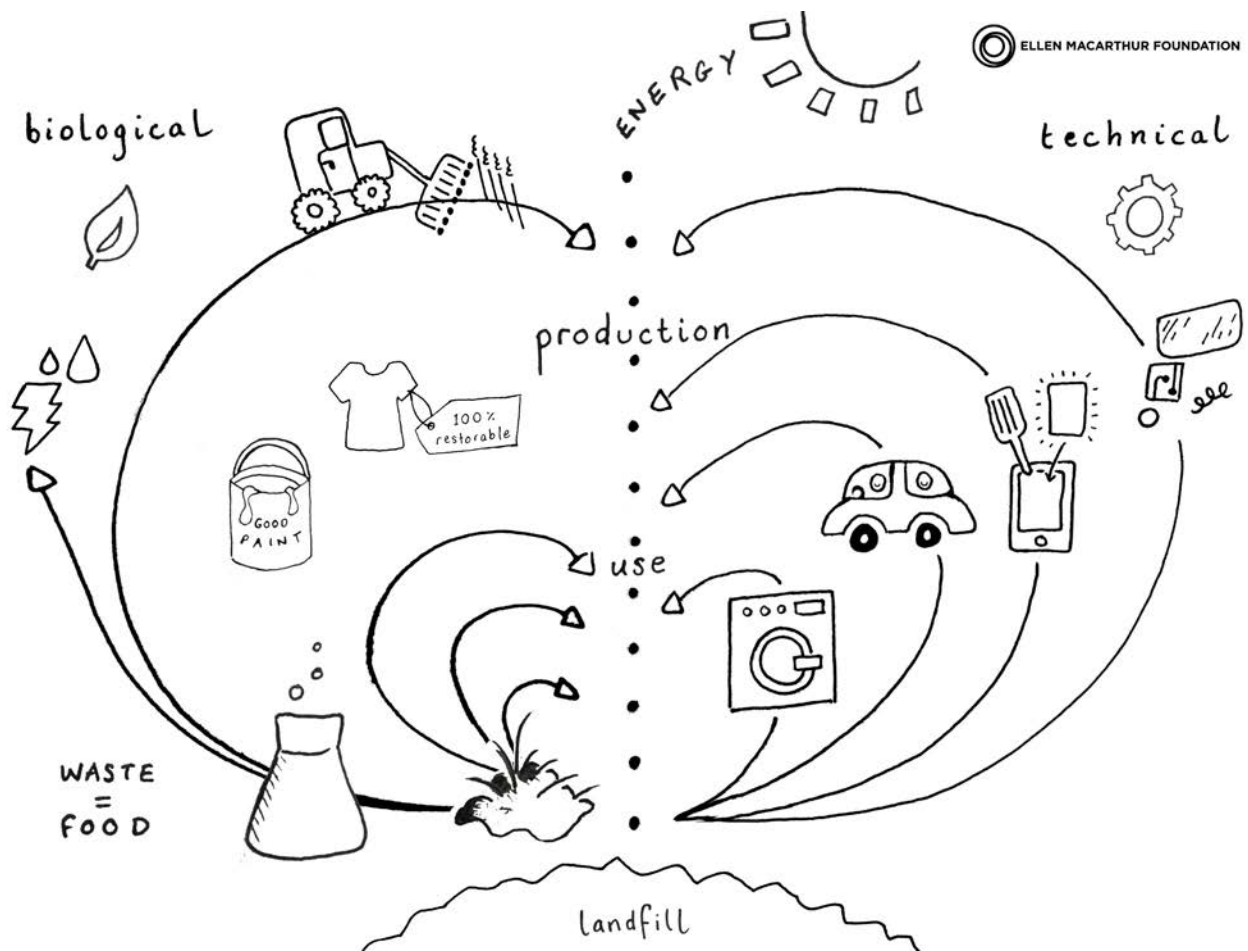 ELLEN MACARTHUR FOUNDATION
ENERGY
biological
technical
production
100%
restorable
GOOD
PAINT
use
WASTE
=
FOOD
landfill